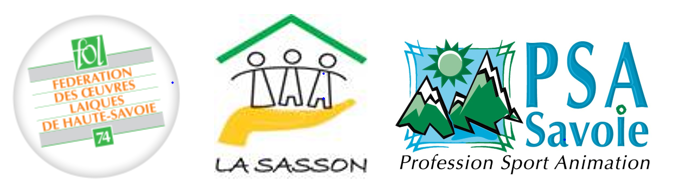 fol
FEDERATION
DES ŒUVRES
LAIQUES
DE HAUTE-SAVOIE
74
LA SASSON
PSA
Savoie
Profession Sport Animation